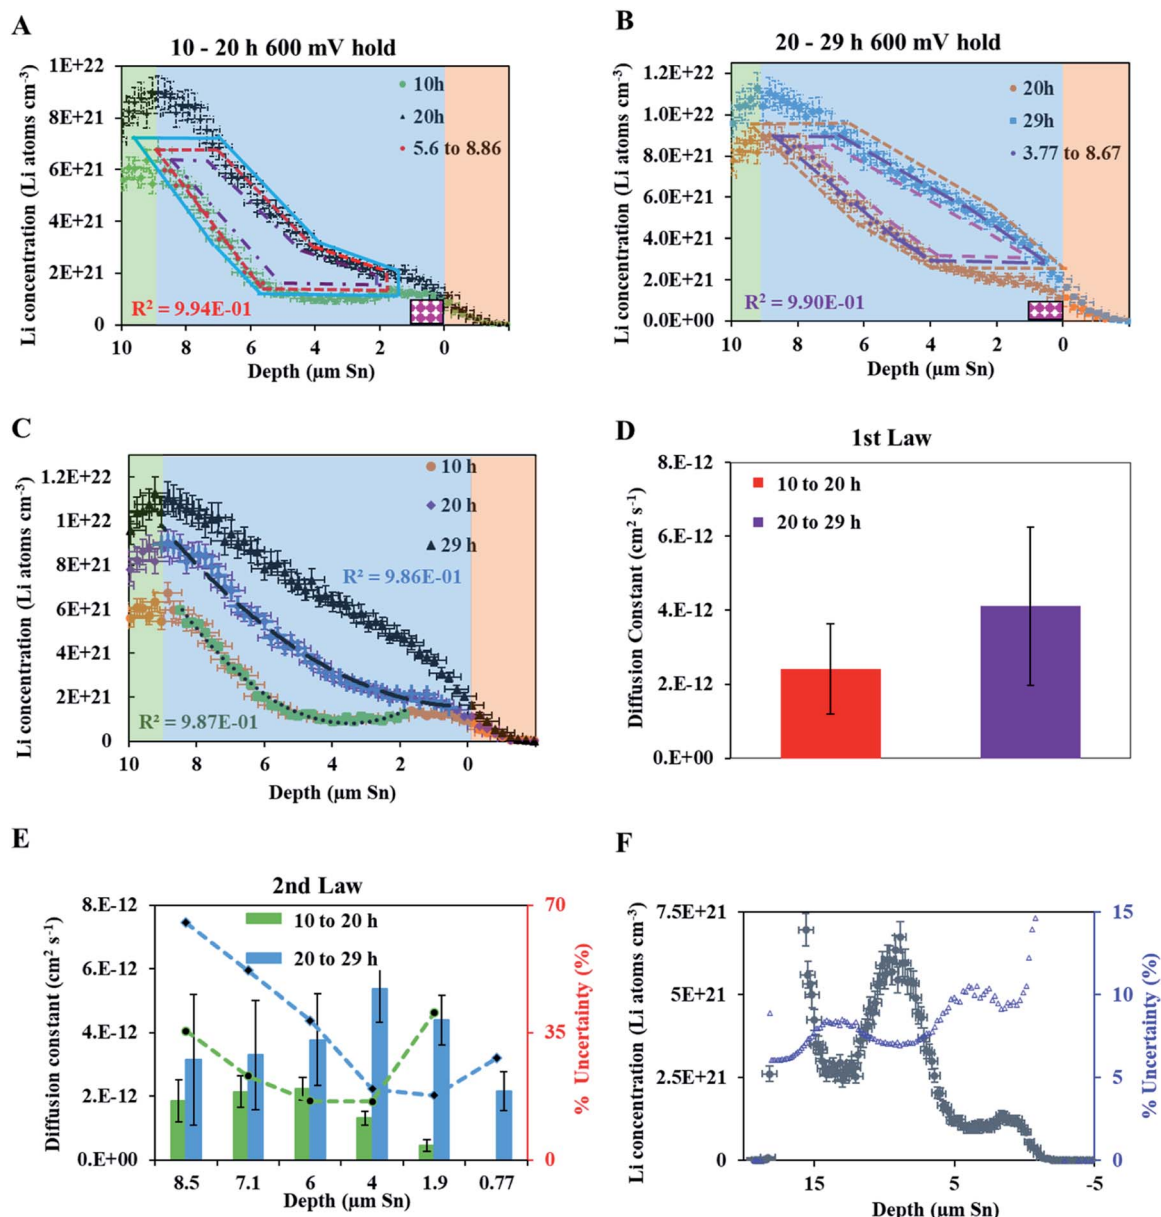 A
10 - 20 h 600 mV hold
Li concentration (Li atoms cm-3)
1E+22
8E+21
6E+21
4E+21
2E+21
0
10h
20h
5.6 to 8.86
R² = 9.94E-01
10 8 6 4 2 0
Depth (µm Sn)
B
20 - 29 h 600 mV hold
Li concentration (Li atoms cm-3)
1.2E+22
1.0E+22
8.0E+21
6.0E+21
4.0E+21
2.0E+21
0.0E+00
20h
29h
3.77 to 8.67
R² = 9.90E-01
10 8 6 4 2 0
Depth (µm Sn)
C
Li concentration (Li atoms cm-3)
1.2E+22
1E+22
8E+21
6E+21
4E+21
2E+21
0
10 h
20 h
29 h
R² = 9.86E-01
R² = 9.87E-01
10 8 6 4 2 0
Depth (µm Sn)
D
1st Law
Diffusion Constant (cm² s-1)
8.E-12
6.E-12
4.E-12
2.E-12
0.E+00
10 to 20 h
20 to 29 h
E
2nd Law
Diffusion constant (cm² s-1)
8.E-12
6.E-12
4.E-12
2.E-12
0.E+00
10 to 20 h
20 to 29 h
70
35
0
% Uncertainty (%)
8.5 7.1 6 4 1.9 0.77
Depth (µm Sn)
F
Li concentration (Li atoms cm-3)
7.5E+21
5E+21
2.5E+21
0
15
10
5
0
% Uncertainty (%)
15 5 -5
Depth (µm Sn)